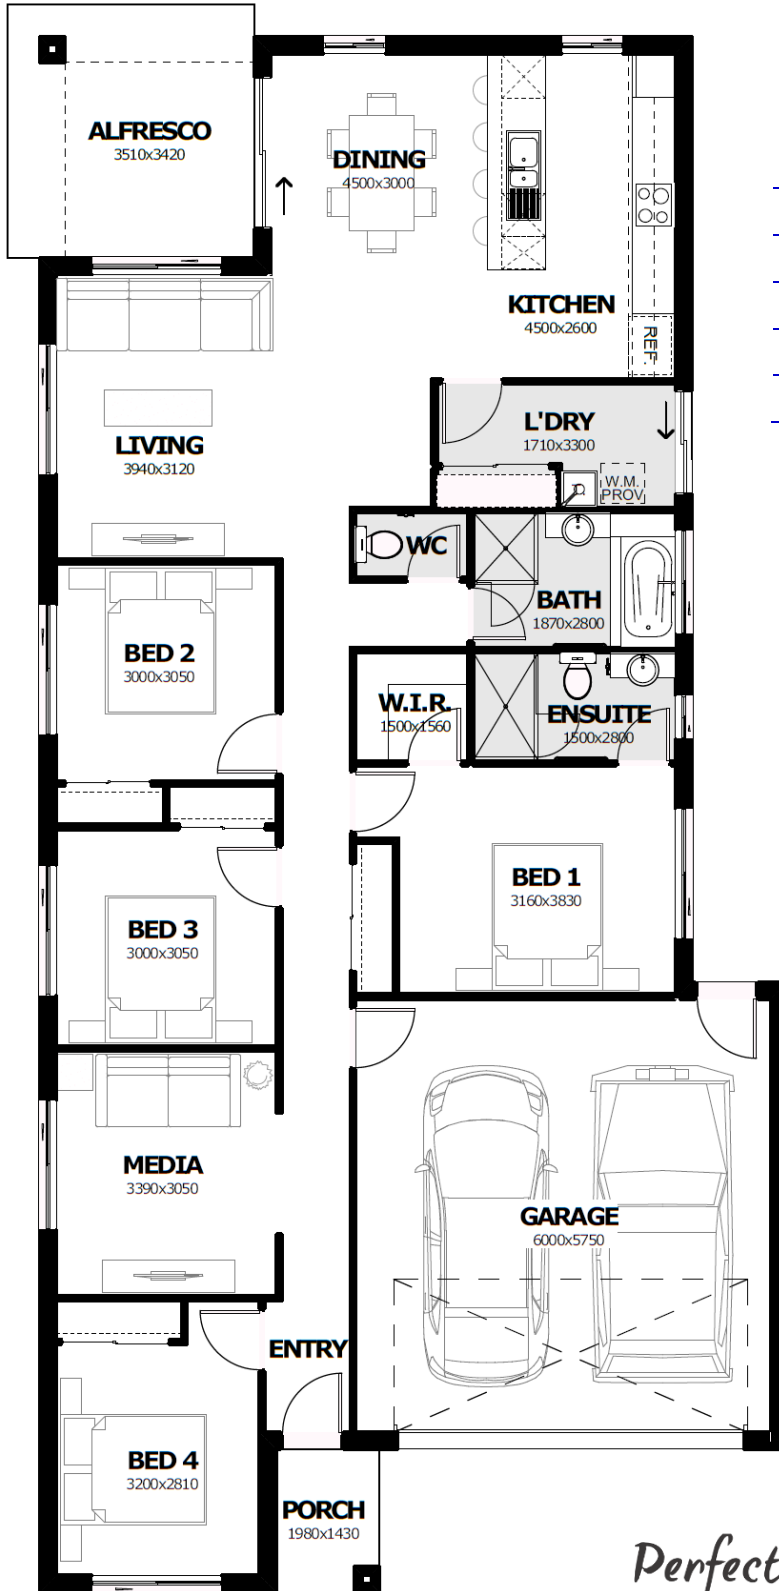 ALFRESCO
3510x3420
DINING
4500x3000
KITCHEN
4500x2600
REF.
LIVING
3940x3120
L'DRY
1710x3300
W.M.
PROV
WC
BATH
1870x2800
BED 2
3000x3050
W.I.R.
1500x1560
ENSUITE
1500x2800
BED 1
3160x3830
BED 3
3000x3050
MEDIA
3390x3050
GARAGE
6000x5750
ENTRY
BED 4
3200x2810
PORCH
1980x1430
Perfect